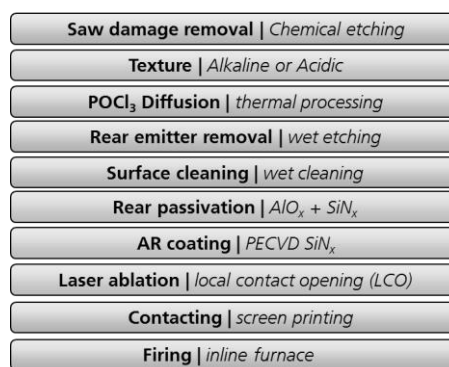 Saw damage removal | Chemical etching
Texture | Alkaline or Acidic
POCl₃ Diffusion | thermal processing
Rear emitter removal | wet etching
Surface cleaning | wet cleaning
Rear passivation | AlOₓ + SiNₓ
AR coating | PECVD SiNₓ
Laser ablation | local contact opening (LCO)
Contacting | screen printing
Firing | inline furnace